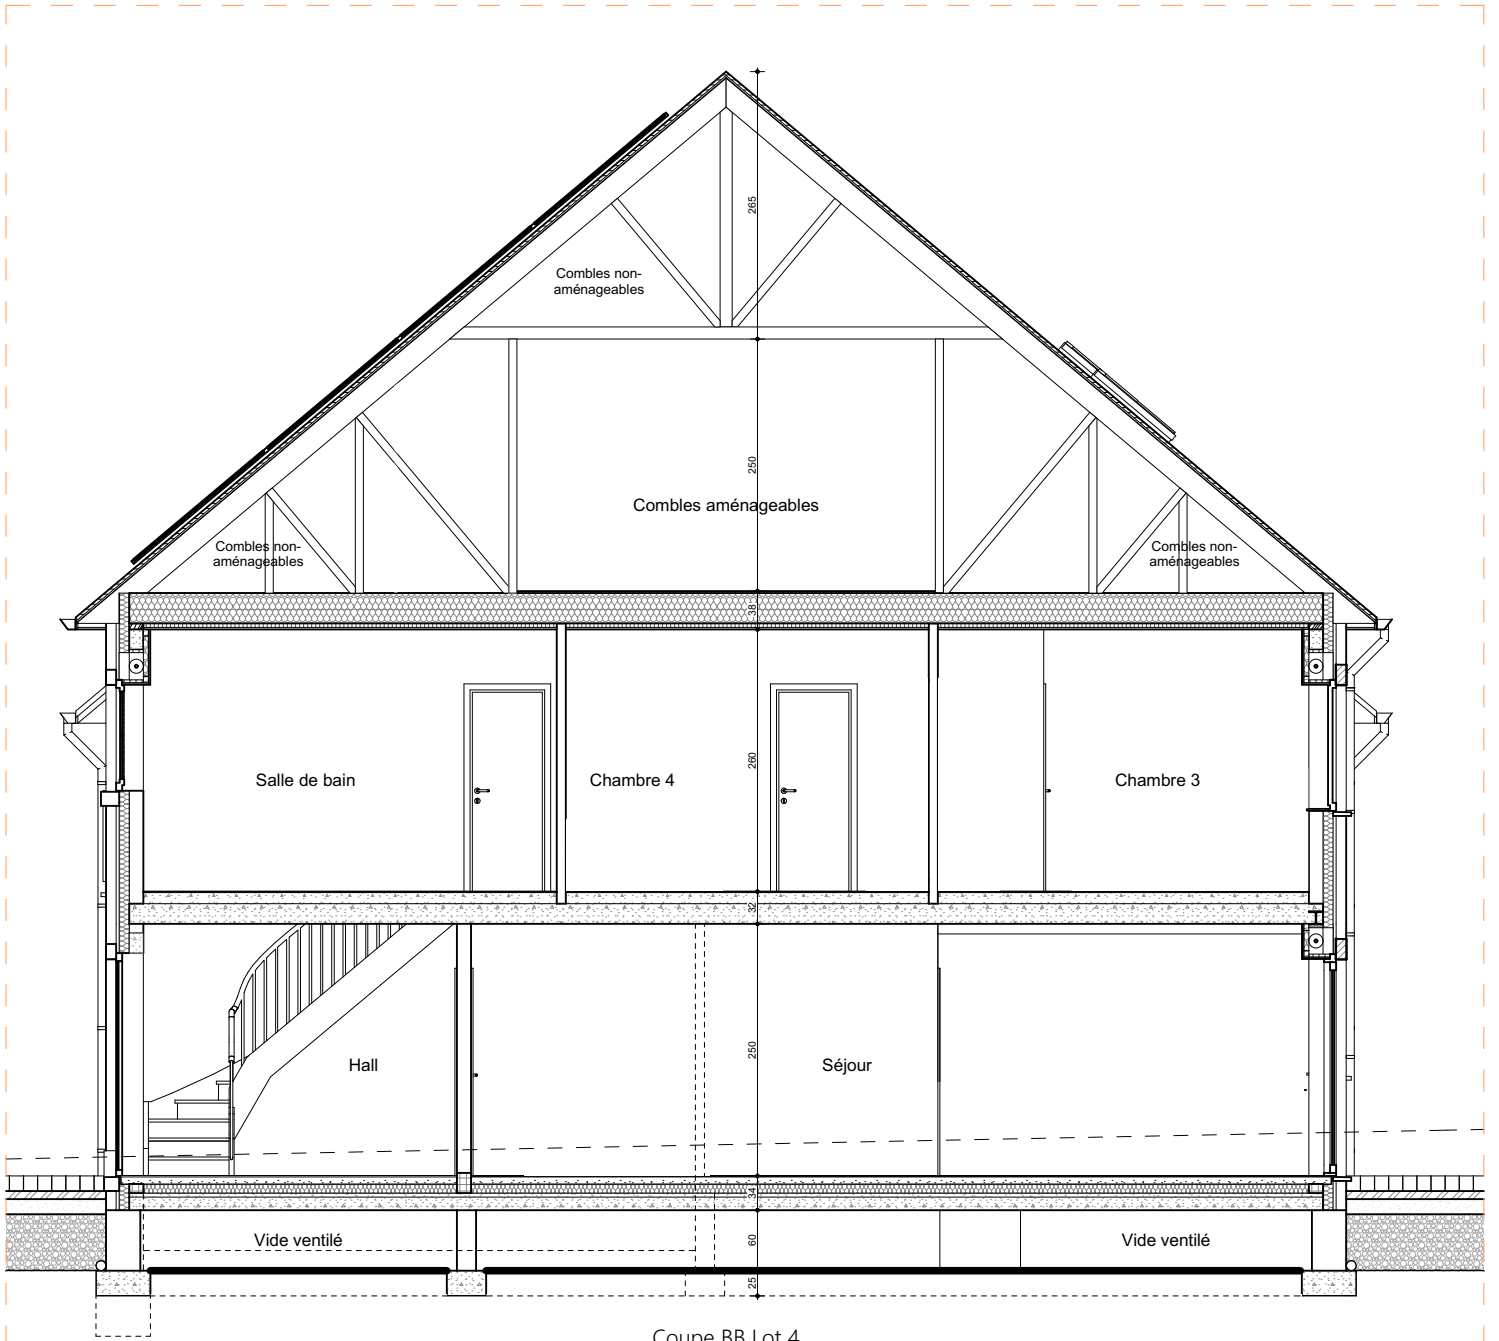 265
Combles non-
aménageables
250
Combles aménageables
Combles non-
aménageables
Combles non-
aménageables
38
260
Salle de bain
Chambre 4
Chambre 3
32
250
Hall
Séjour
34
Vide ventilé
60
Vide ventilé
25
Coupe BB Lot 4